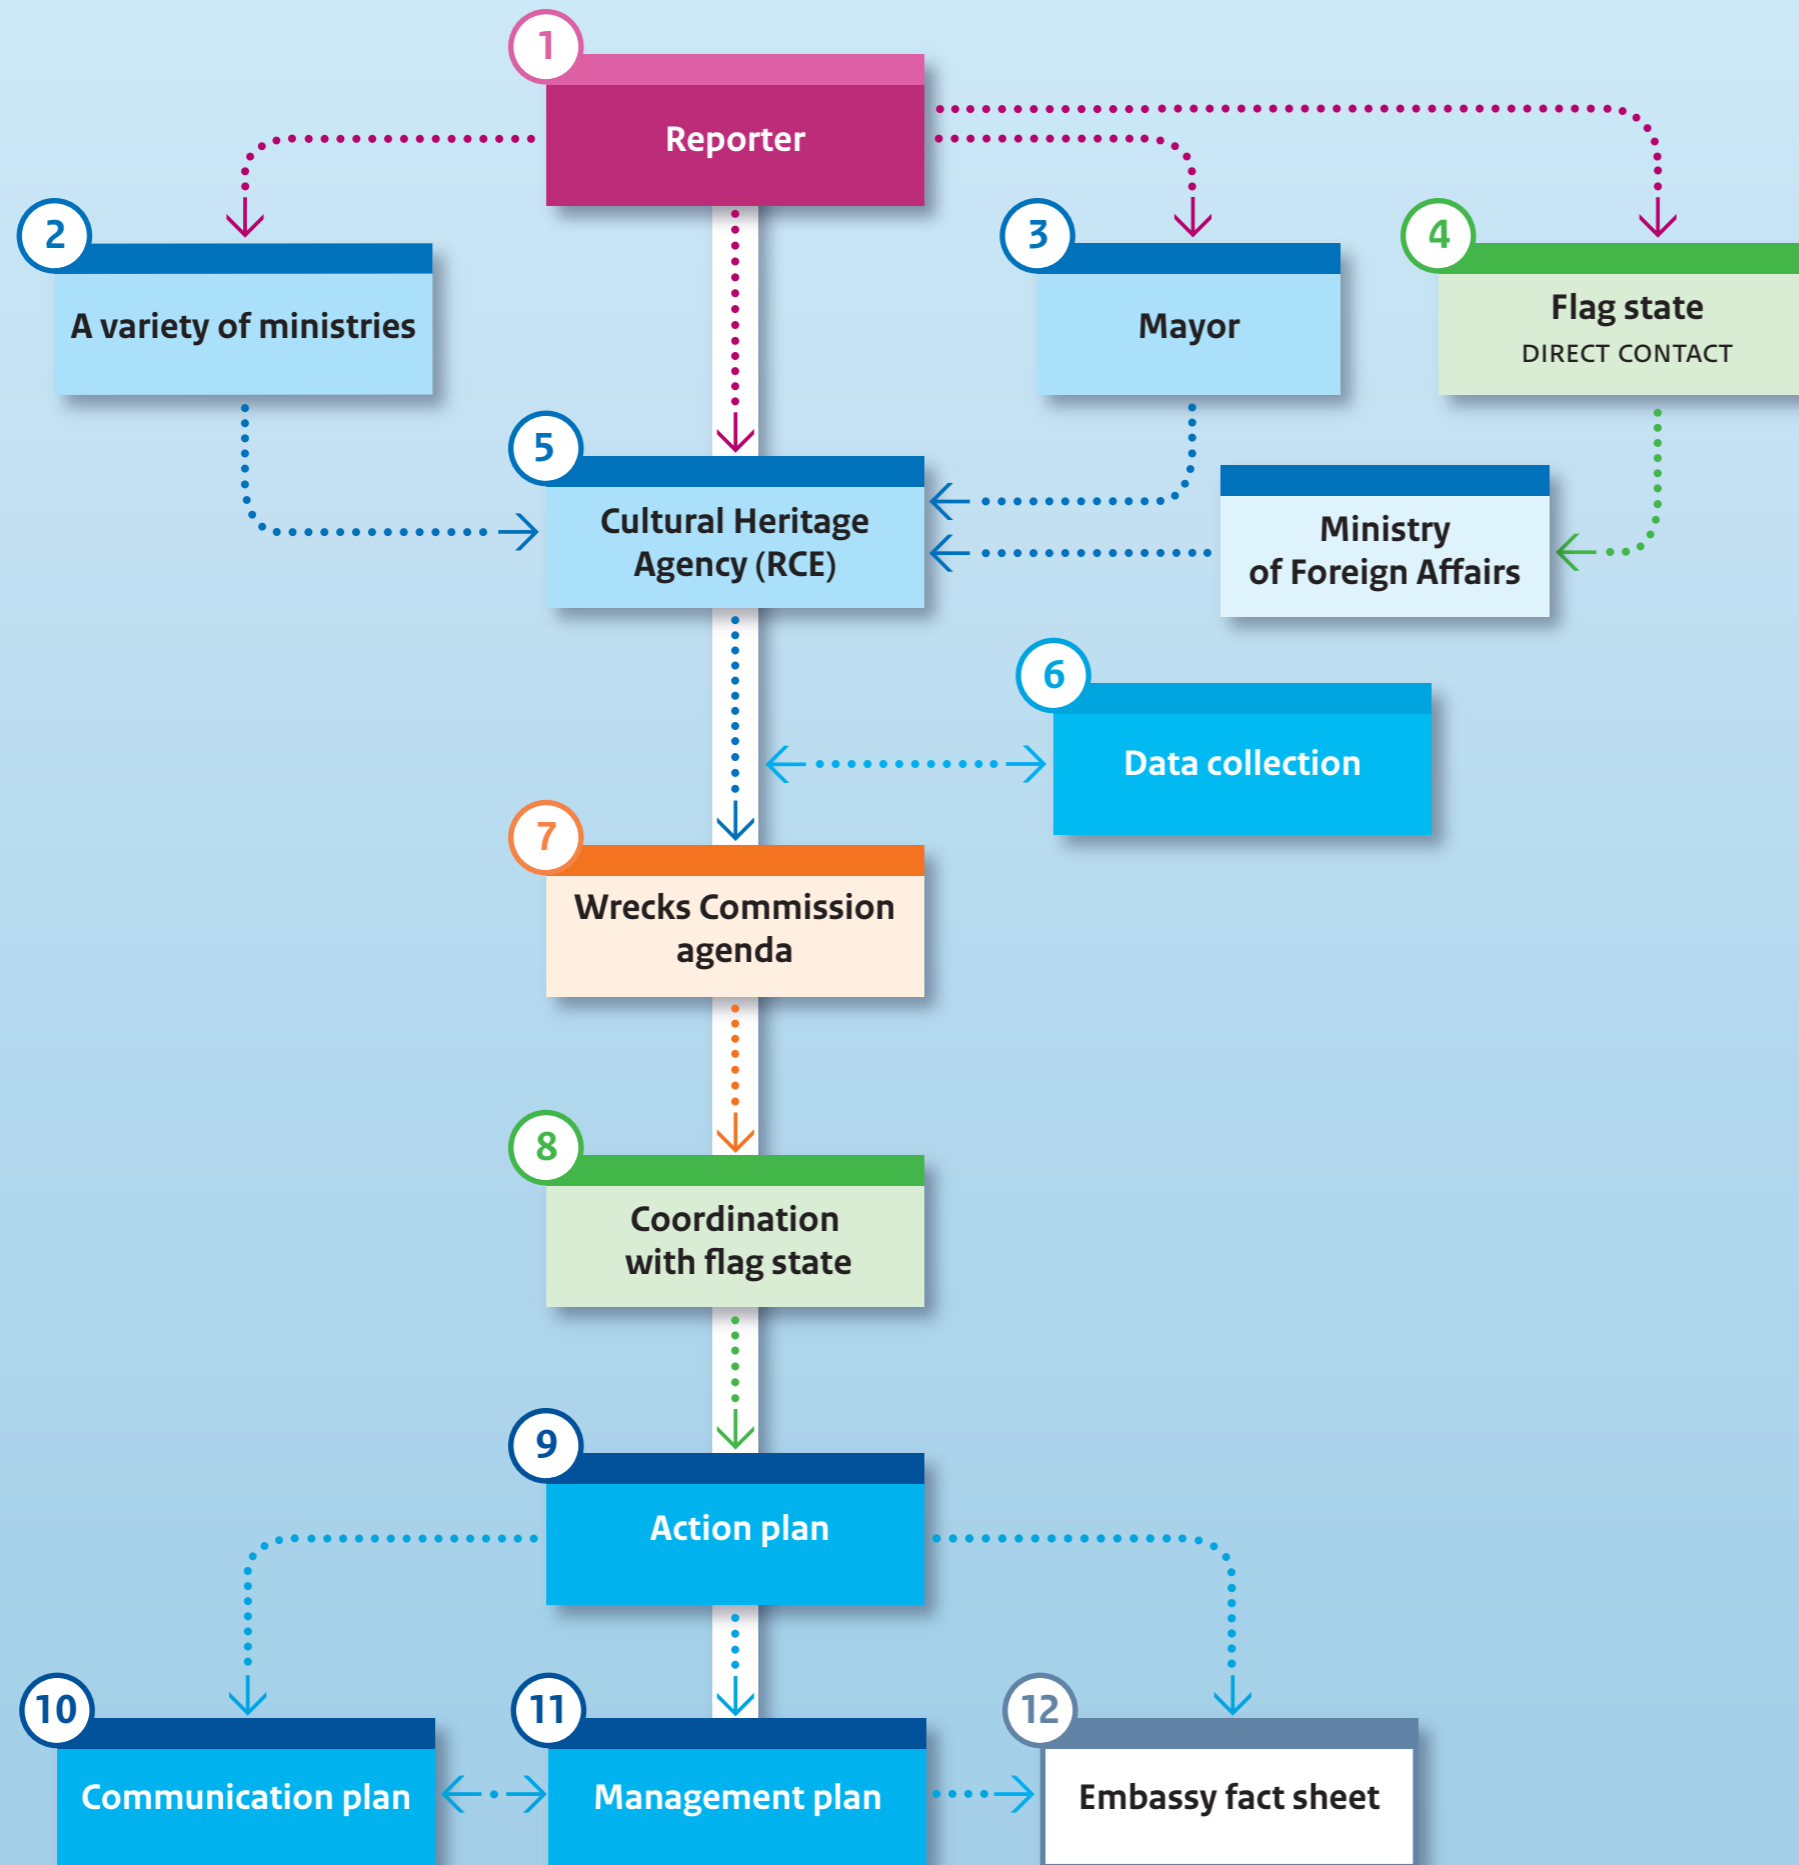 1
Reporter
2
A variety of ministries
3
Mayor
4
Flag state
DIRECT CONTACT
5
Cultural Heritage
Agency (RCE)
Ministry
of Foreign Affairs
6
Data collection
7
Wrecks Commission
agenda
8
Coordination
with flag state
9
Action plan
10
Communication plan
11
Management plan
12
Embassy fact sheet